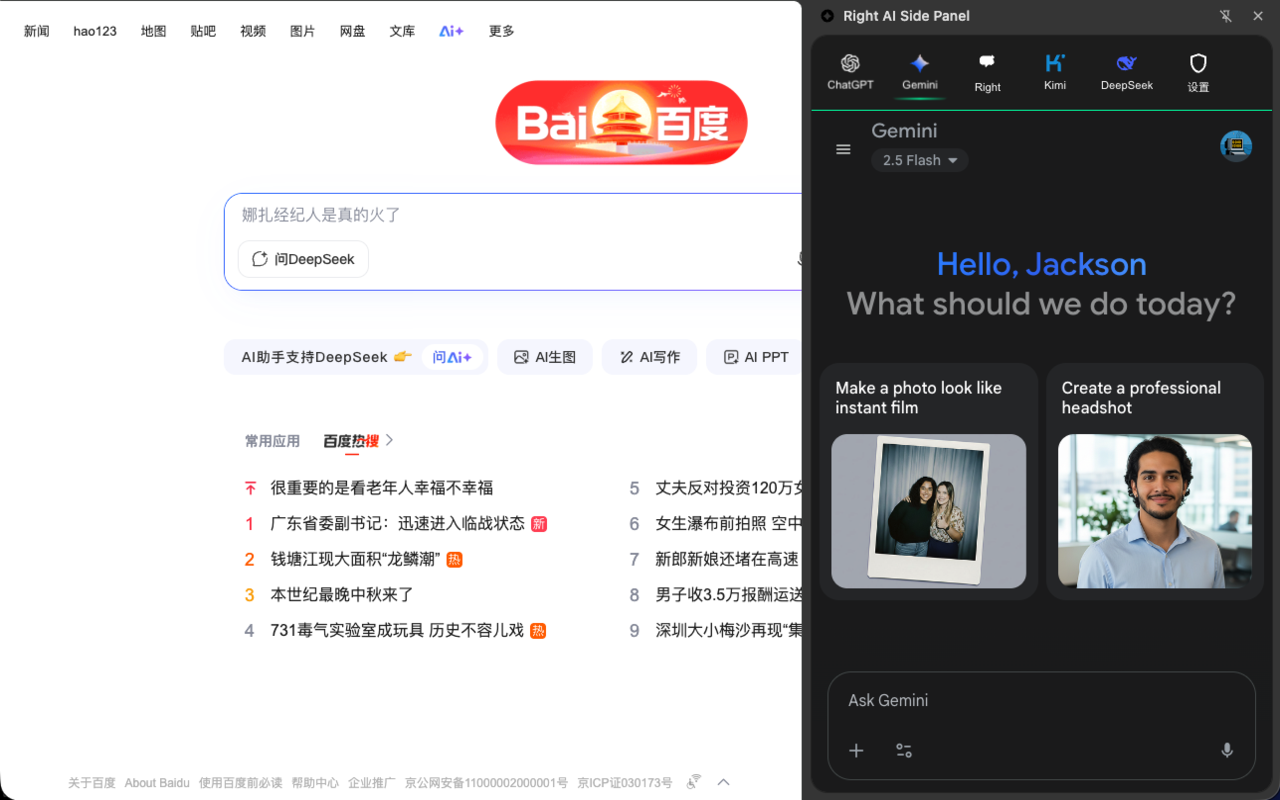 新闻 hao123 地图 贴吧 视频 图片 网盘 文库 Ai+ 更多
Bai 百度
娜扎经纪人是真的火了
问DeepSeek
AI助手支持DeepSeek 👉 问Ai+ AI生图 AI写作 AI PPT
常用应用 百度热搜
很重要的是看老年人幸福不幸福
1 广东省委副书记：迅速进入临战状态 新
2 钱塘江现大面积“龙鳞潮” 热
3 本世纪最晚中秋来了
4 731毒气实验室成玩具 历史不容儿戏 热
5 丈夫反对投资120万
6 女生瀑布前拍照 空中
7 新郎新娘还堵在高速
8 男子收3.5万报酬运送
9 深圳大小梅沙再现“集
关于百度 About Baidu 使用百度前必读 帮助中心 企业推广 京公网安备11000002000001号 京ICP证030173号
Right AI Side Panel
ChatGPT Gemini Right Kimi DeepSeek 设置
Gemini
2.5 Flash
Hello, Jackson
What should we do today?
Make a photo look like
instant film
Create a professional
headshot
Ask Gemini